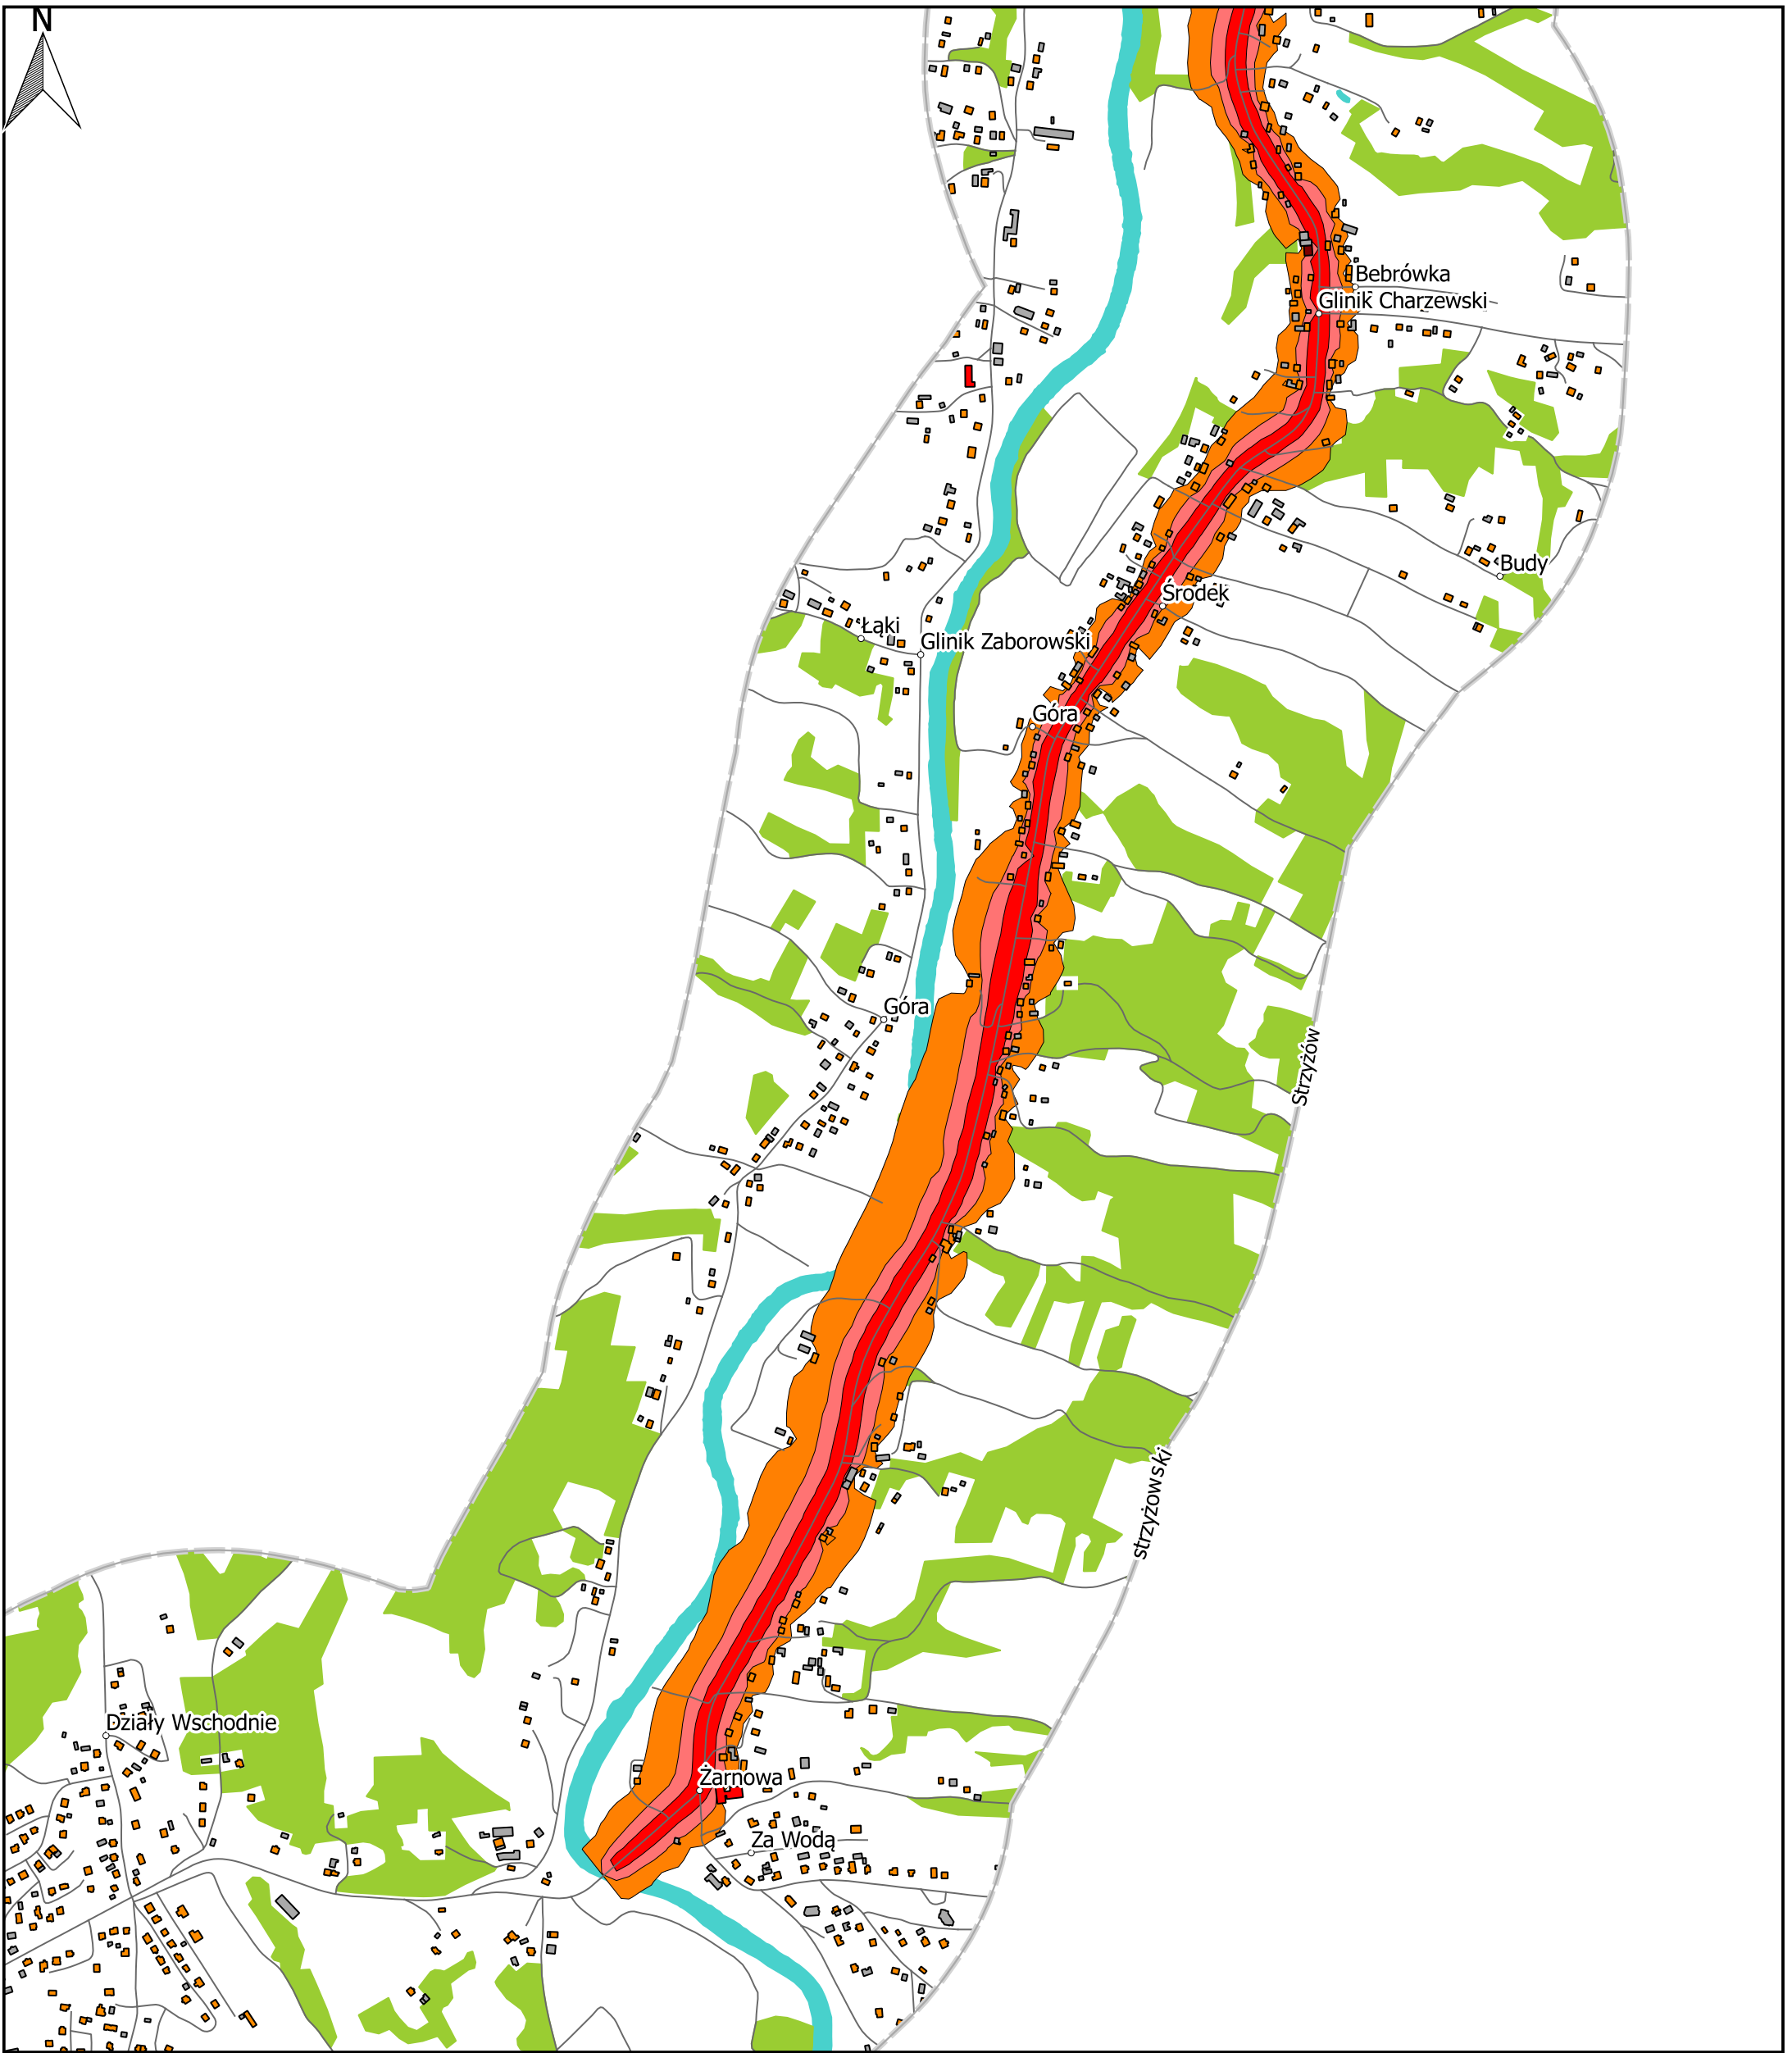 N
Bebrówka
Glinik Charzewski
Budy
Środek
Łąki
Glinik Zaborowski
Góra
Góra
Strzyżów
strzyżowski
Działy Wschodnie
Żarnowa
Za Wodą